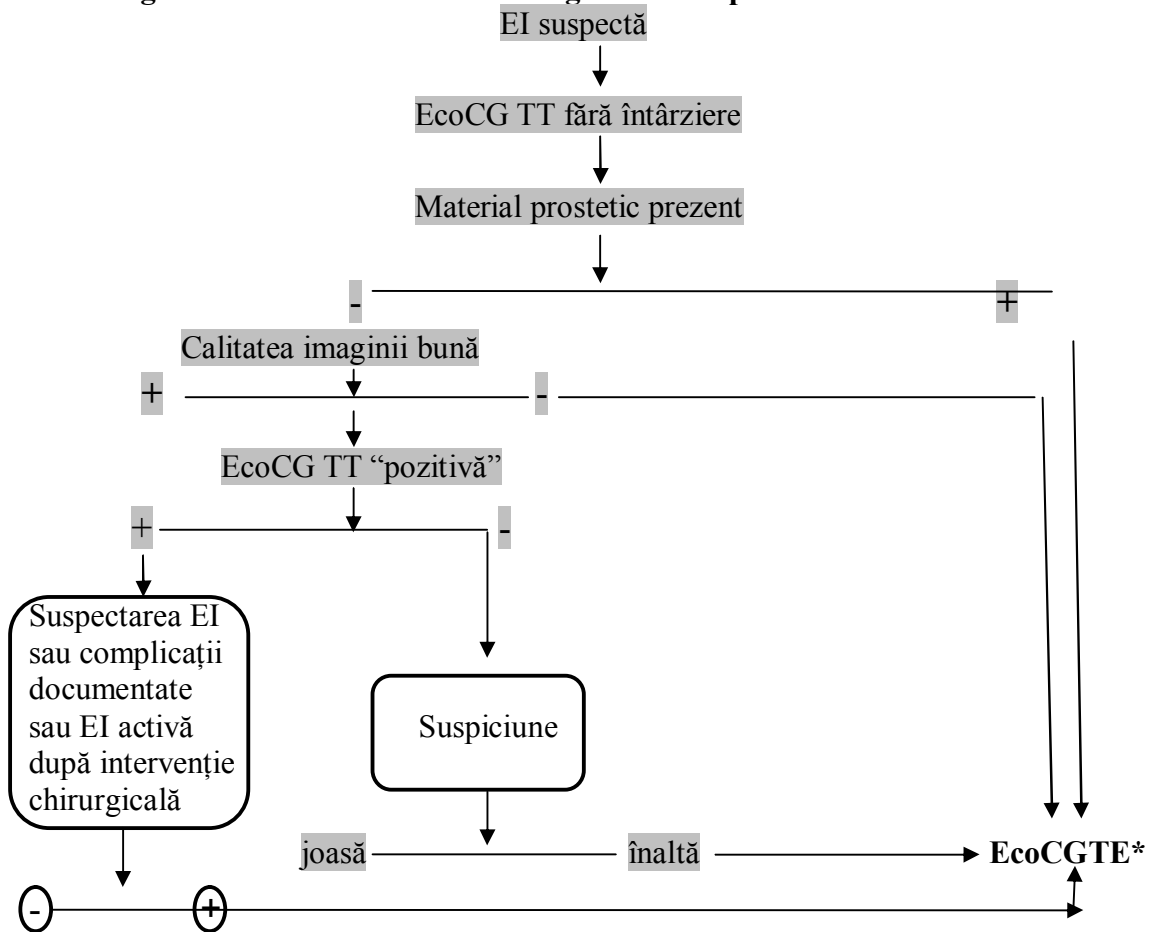 EI suspectă
EcoCG TT fără întârziere
Material prostetic prezent
-
+
Calitatea imaginii bună
+
-
EcoCG TT “pozitivă”
+
-
Suspectarea EI
sau complicații
documentate
sau EI activă
după intervenție
chirurgicală
Suspiciune
joasă
înaltă
EcoCGTE*
-
+